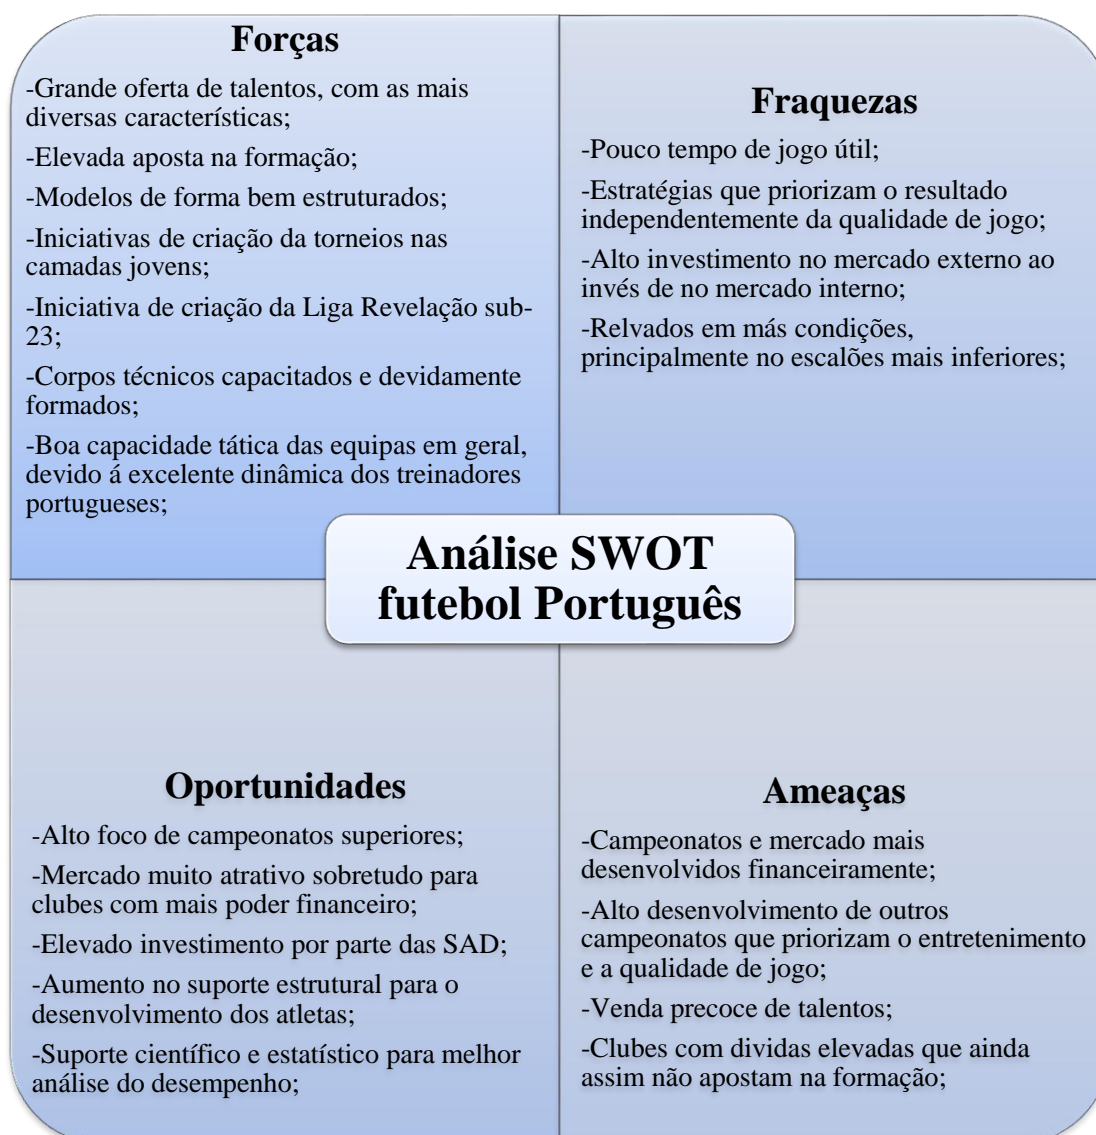 Forças
-Grande oferta de talentos, com as mais
diversas características;
-Elevada aposta na formação;
-Modelos de forma bem estruturados;
-Iniciativas de criação da torneios nas
camadas jovens;
-Iniciativa de criação da Liga Revelação sub-
23;
-Corpos técnicos capacitados e devidamente
formados;
-Boa capacidade tática das equipas em geral,
devido á excelente dinâmica dos treinadores
portugueses;
Fraquezas
-Pouco tempo de jogo útil;
-Estratégias que priorizam o resultado
independentemente da qualidade de jogo;
-Alto investimento no mercado externo ao
invés de no mercado interno;
-Relvados em más condições,
principalmente no escalões mais inferiores;
Análise SWOT
futebol Português
Oportunidades
-Alto foco de campeonatos superiores;
-Mercado muito atrativo sobretudo para
clubes com mais poder financeiro;
-Elevado investimento por parte das SAD;
-Aumento no suporte estrutural para o
desenvolvimento dos atletas;
-Suporte científico e estatístico para melhor
análise do desempenho;
Ameaças
-Campeonatos e mercado mais
desenvolvidos financeiramente;
-Alto desenvolvimento de outros
campeonatos que priorizam o entretenimento
e a qualidade de jogo;
-Venda precoce de talentos;
-Clubes com dividas elevadas que ainda
assim não apostam na formação;